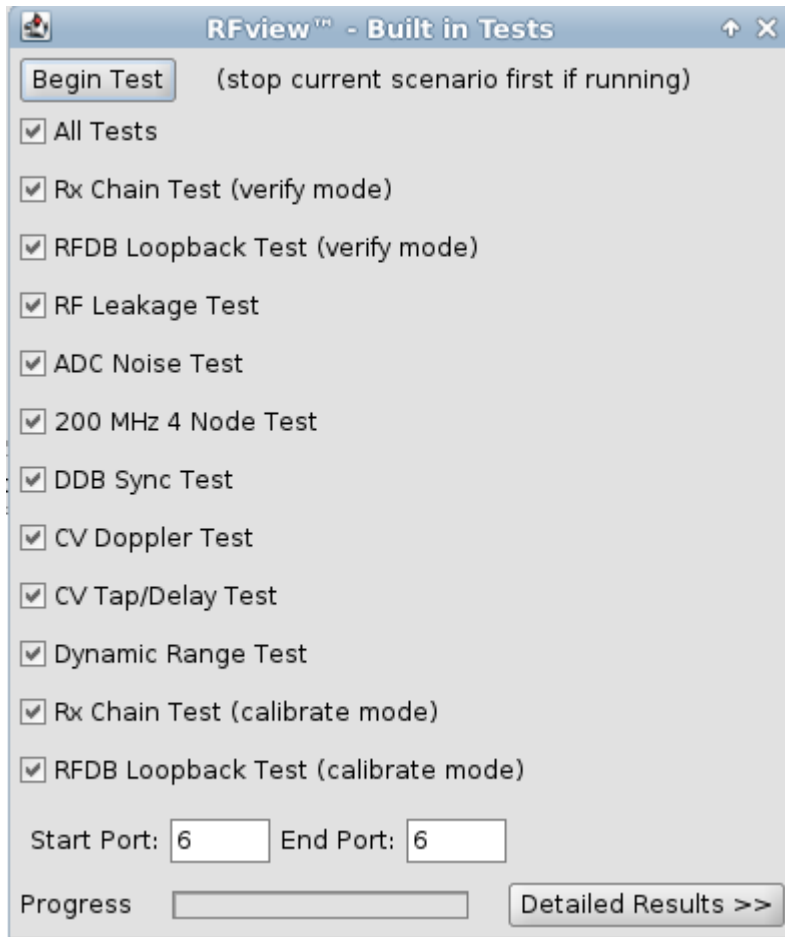 RFview™ - Built in Tests
Begin Test (stop current scenario first if running)
All Tests
Rx Chain Test (verify mode)
RFDB Loopback Test (verify mode)
RF Leakage Test
ADC Noise Test
200 MHz 4 Node Test
DDB Sync Test
CV Doppler Test
CV Tap/Delay Test
Dynamic Range Test
Rx Chain Test (calibrate mode)
RFDB Loopback Test (calibrate mode)
Start Port: 6 End Port: 6
Progress Detailed Results >>